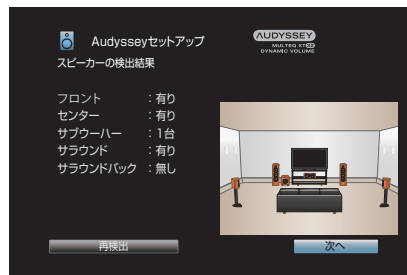 Audysseyセットアップ
AUDYSSEY
MULTEQ XT32
DYNAMIC VOLUME
スピーカーの検出結果
フロント ：有り
センター ：有り
サブウーハー ：1台
サラウンド ：有り
サラウンドバック ：無し
再検出
次へ